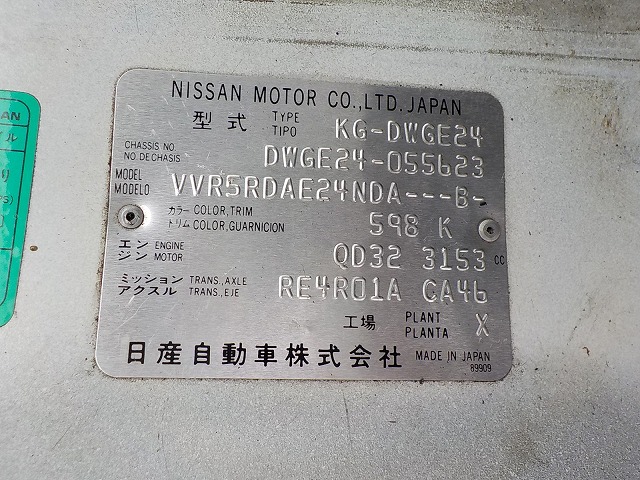 NISSAN MOTOR CO.,LTD. JAPAN
型式 TYPE TIPO KG-DWGE24
CHASSIS NO NO DECHASIS DWGE24-055623
MODEL MODELO VVR5RDAE24NDA---B-
カラー COLOR,TRIM
トリム COLOR,GUARNICION 598 K
エンジン ENGINE MOTOR QD32 3153 CC
ミッション TRANS.,AXLE
アクスル TRANS.,EJE RE4R01A CA46
工場 PLANT PLANTA X
日産自動車株式会社 MADE IN JAPAN
89909